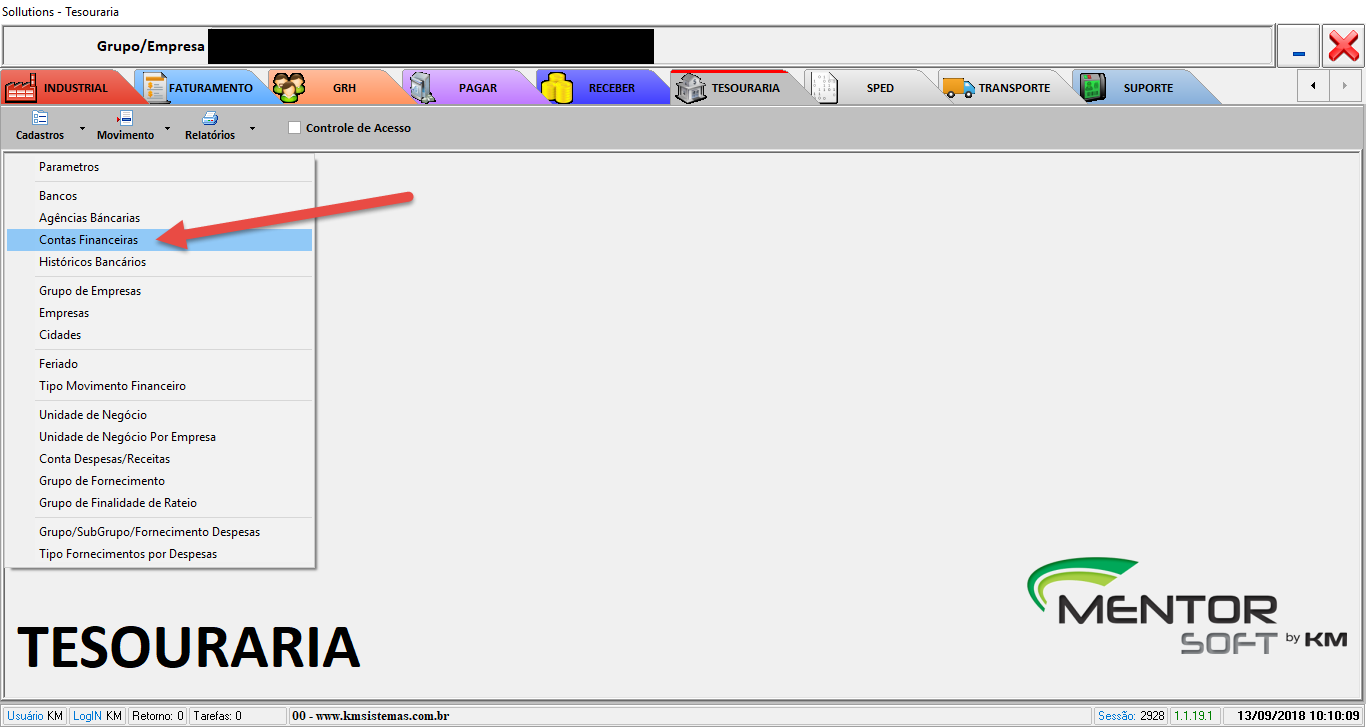 Sollutions - Tesouraria
Grupo/Empresa
INDUSTRIAL FATURAMENTO GRH PAGAR RECEBER TESOURARIA SPED TRANSPORTE SUPORTE
Cadastros Movimento Relatórios Controle de Acesso
Parametros
Bancos
Agências Báncarias
Contas Financeiras
Históricos Bancários
Grupo de Empresas
Empresas
Cidades
Feriado
Tipo Movimento Financeiro
Unidade de Negócio
Unidade de Negócio Por Empresa
Conta Despesas/Receitas
Grupo de Fornecimento
Grupo de Finalidade de Rateio
Grupo/SubGrupo/Fornecimento Despesas
Tipo Fornecimentos por Despesas
MENTOR
SOFT by KM
TESOURARIA
Usuário KM LogIN KM Retorno: 0 Tarefas: 0 00 - www.kmsistemas.com.br Sessão: 2928 1.1.19.1 13/09/2018 10:10:09